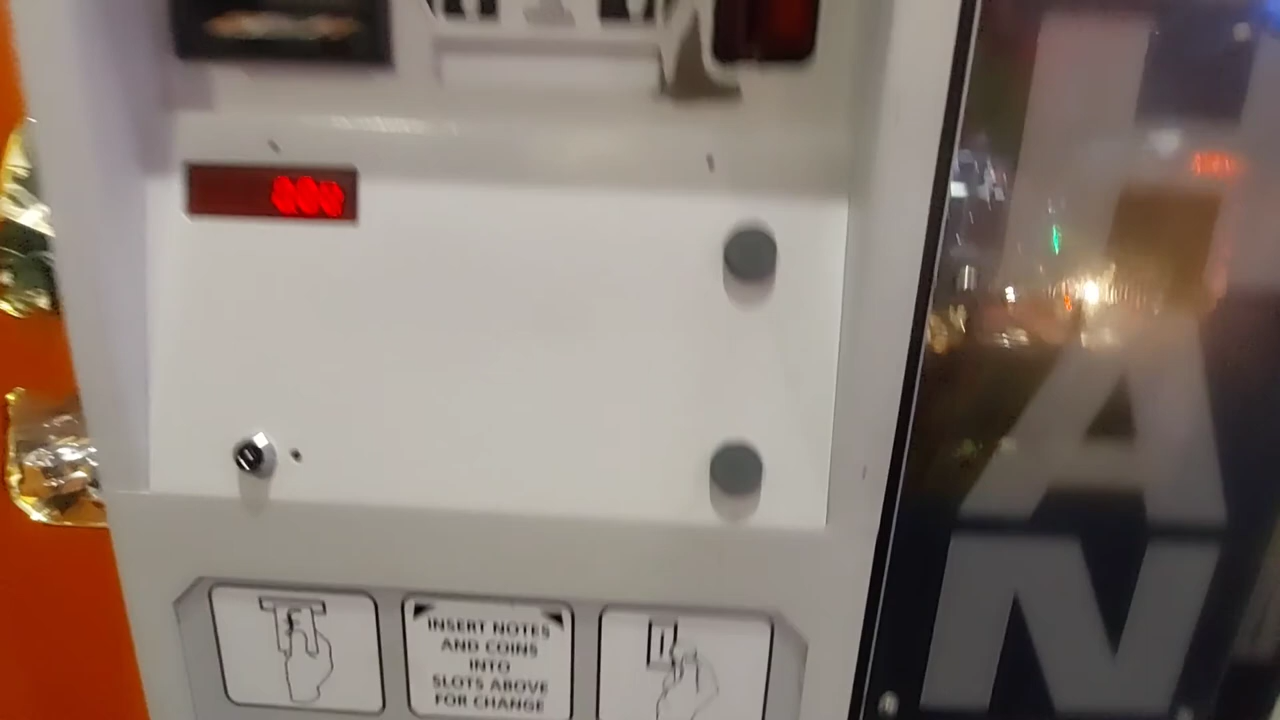 INSERT NOTES
AND COINS
INTO
SLOTS ABOVE
FOR CHANGE
H
A
N